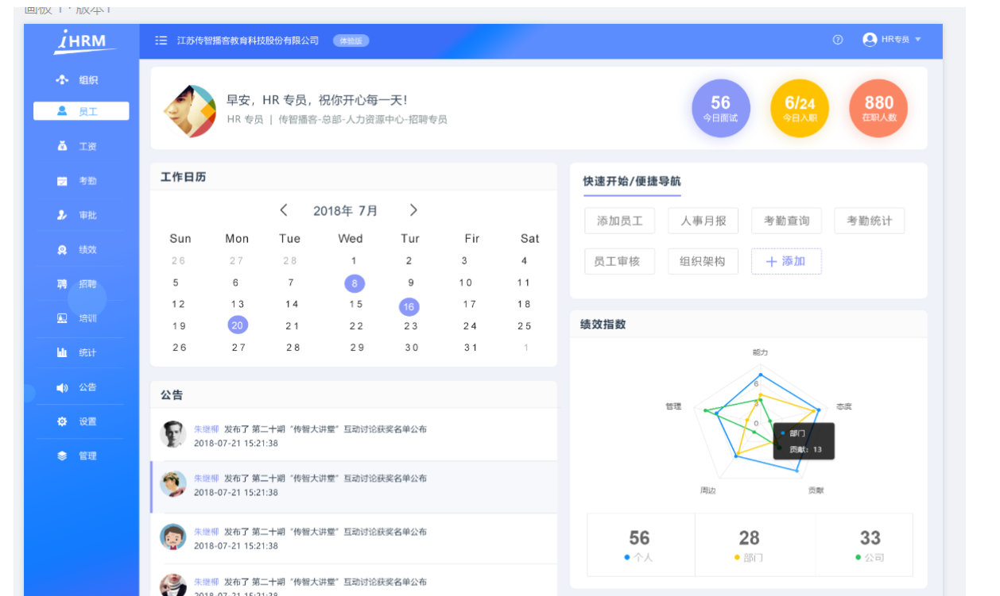 画板 1 · 版本1
iHRM
江苏传智播客教育科技股份有限公司 体验版
? HR专员
组织
员工
工资
考勤
审批
绩效
聘 招聘
培训
统计
公告
设置
管理
早安，HR 专员，祝你开心每一天！
HR 专员 | 传智播客-总部-人力资源中心-招聘专员
56
今日面试
6/24
今日入职
880
在职人数
工作日历
2018年 7月
Sun Mon Tue Wed Tur Fir Sat
26 27 28 1 2 3 4
5 6 7 8 9 10 11
12 13 14 15 16 17 18
19 20 21 22 23 24 25
26 27 28 29 30 31 1
公告
朱继柳 发布了 第二十期“传智大讲堂”互动讨论获奖名单公布
2018-07-21 15:21:38
朱继柳 发布了 第二十期“传智大讲堂”互动讨论获奖名单公布
2018-07-21 15:21:38
朱继柳 发布了 第二十期“传智大讲堂”互动讨论获奖名单公布
2018-07-21 15:21:38
朱继柳 发布了 第二十期“传智大讲堂”互动讨论获奖名单公布
2018-07-21 15:21:38
快速开始/便捷导航
添加员工 人事月报 考勤查询 考勤统计
员工审核 组织架构 + 添加
绩效指数
能力
6
管理 3 态度
0
部门
贡献: 13
周边 贡献
56
个人
28
部门
33
公司